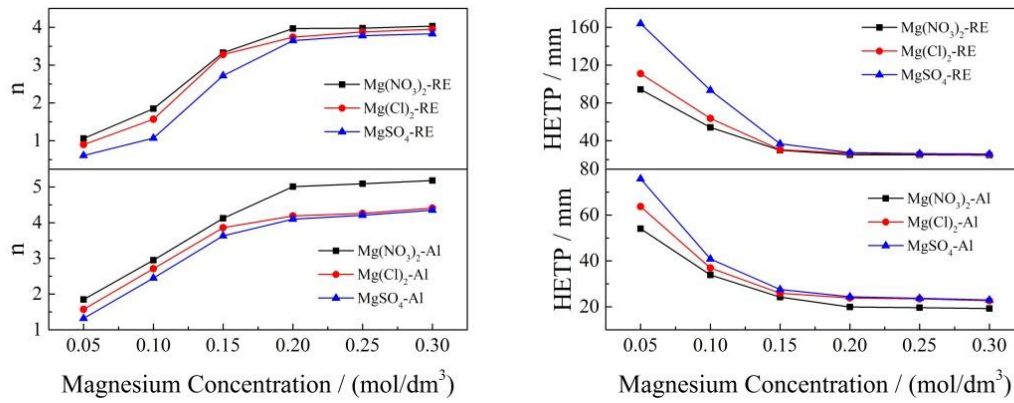 4
3
2
1
n
Mg(NO₃)₂-RE
Mg(Cl)₂-RE
MgSO₄-RE
5
4
3
2
1
n
Mg(NO₃)₂-Al
Mg(Cl)₂-Al
MgSO₄-Al
0.05 0.10 0.15 0.20 0.25 0.30
Magnesium Concentration / (mol/dm³)
160
120
80
40
HETP / mm
Mg(NO₃)₂-RE
Mg(Cl)₂-RE
MgSO₄-RE
80
60
40
20
HETP / mm
Mg(NO₃)₂-Al
Mg(Cl)₂-Al
MgSO₄-Al
0.05 0.10 0.15 0.20 0.25 0.30
Magnesium Concentration / (mol/dm³)